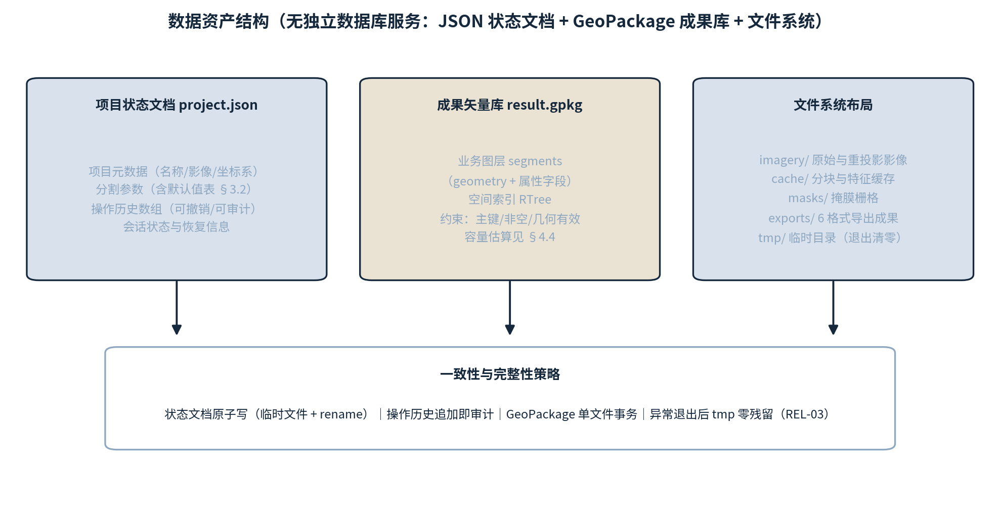 数据资产结构（无独立数据库服务：JSON 状态文档 + GeoPackage 成果库 + 文件系统）
项目状态文档 project.json
项目元数据（名称/影像/坐标系）
分割参数（含默认值表 §3.2）
操作历史数组（可撤销/可审计）
会话状态与恢复信息
成果矢量库 result.gpkg
业务图层 segments
（geometry + 属性字段）
空间索引 RTree
约束：主键/非空/几何有效
容量估算见 §4.4
文件系统布局
imagery/ 原始与重投影影像
cache/ 分块与特征缓存
masks/ 掩膜栅格
exports/ 6 格式导出成果
tmp/ 临时目录（退出清零）
一致性与完整性策略
状态文档原子写（临时文件 + rename）｜操作历史追加即审计｜GeoPackage 单文件事务｜异常退出后 tmp 零残留（REL-03）